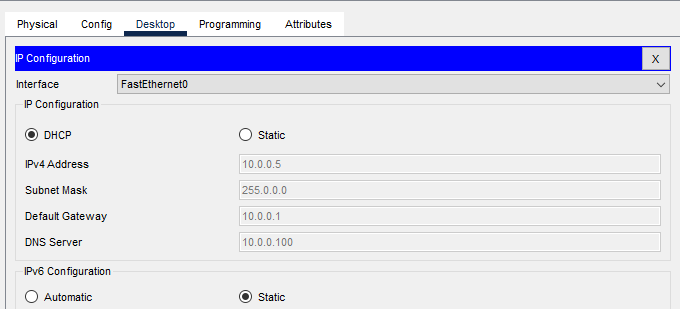 Physical Config Desktop Programming Attributes
IP Configuration X
Interface FastEthernet0
IP Configuration
DHCP Static
IPv4 Address 10.0.0.5
Subnet Mask 255.0.0.0
Default Gateway 10.0.0.1
DNS Server 10.0.0.100
IPv6 Configuration
Automatic Static